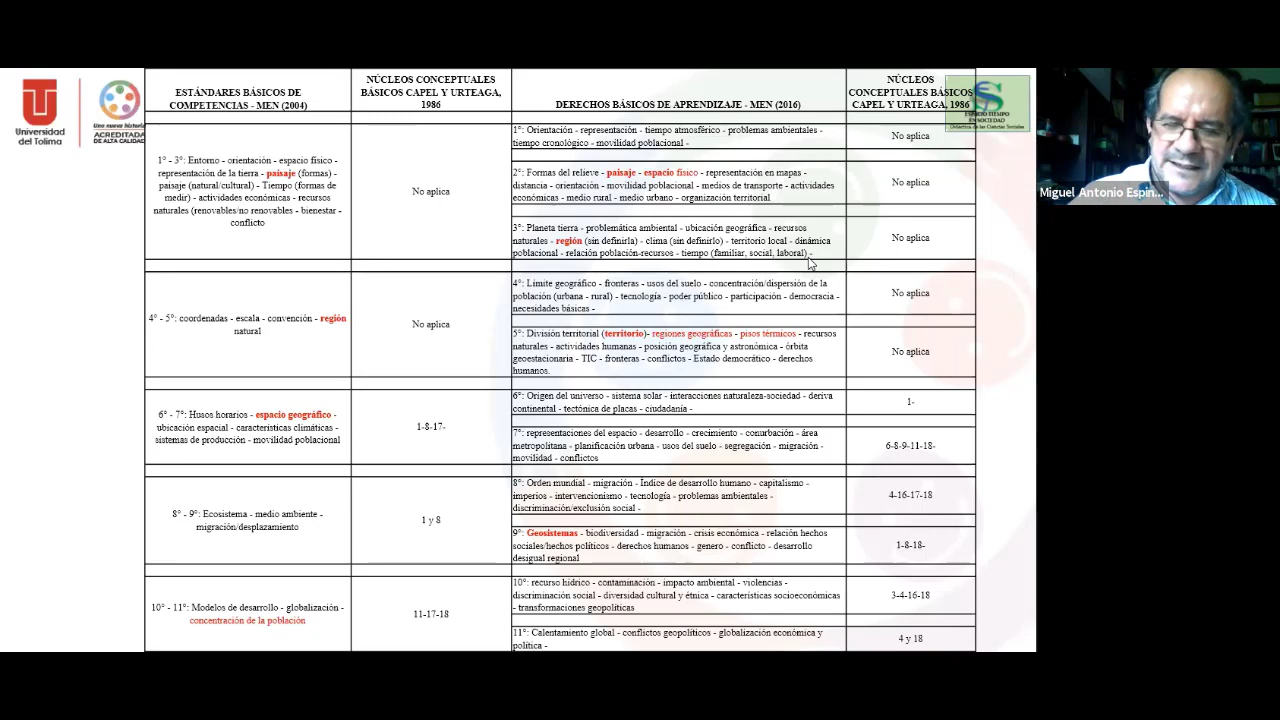 Universidad
del Tolima
Una nueva historia
ACREDITADA
DE ALTA CALIDAD
ESTÁNDARES BÁSICOS DE
COMPETENCIAS - MEN (2004)
NÚCLEOS CONCEPTUALES
BÁSICOS CAPEL Y URTEAGA,
1986
DERECHOS BÁSICOS DE APRENDIZAJE - MEN (2016)
NÚCLEOS
CONCEPTUALES BÁSICOS
CAPEL Y URTEAGA, 1986
ESPACIO TIEMPO
EN SOCIEDAD
Didáctica de las Ciencias Sociales
1° - 3°: Entorno - orientación - espacio físico -
representación de la tierra - paisaje (formas) -
paisaje (natural/cultural) - Tiempo (formas de
medir) - actividades económicas - recursos
naturales (renovables/no renovables - bienestar -
conflicto
No aplica
1°: Orientación - representación - tiempo atmosférico - problemas ambientales -
tiempo cronológico - movilidad poblacional -
No aplica
2°: Formas del relieve - paisaje - espacio físico - representación en mapas -
distancia - orientación - movilidad poblacional - medios de transporte - actividades
económicas - medio rural - medio urbano - organización territorial
No aplica
3°: Planeta tierra - problemática ambiental - ubicación geográfica - recursos
naturales - región (sin definirla) - clima (sin definirlo) - territorio local - dinámica
poblacional - relación población-recursos - tiempo (familiar, social, laboral) -
No aplica
4° - 5°: coordenadas - escala - convención - región
natural
No aplica
4°: Límite geográfico - fronteras - usos del suelo - concentración/dispersión de la
población (urbana - rural) - tecnología - poder público - participación - democracia -
necesidades básicas -
No aplica
5°: División territorial (territorio)- regiones geográficas - pisos térmicos - recursos
naturales - actividades humanas - posición geográfica y astronómica - órbita
geoestacionaria - TIC - fronteras - conflictos - Estado democrático - derechos
humanos.
No aplica
6° - 7°: Husos horarios - espacio geográfico -
ubicación espacial - características climáticas -
sistemas de producción - movilidad poblacional
1-8-17-
6°: Origen del universo - sistema solar - interacciones naturaleza-sociedad - deriva
continental - tectónica de placas - ciudadanía -
1-
7°: representaciones del espacio - desarrollo - crecimiento - conurbación - área
metropolitana - planificación urbana - usos del suelo - segregación - migración -
movilidad - conflictos
6-8-9-11-18-
8° - 9°: Ecosistema - medio ambiente -
migración/desplazamiento
1 y 8
8°: Orden mundial - migración - Índice de desarrollo humano - capitalismo -
imperios - intervencionismo - tecnología - problemas ambientales -
discriminación/exclusión social -
4-16-17-18
9°: Geosistemas - biodiversidad - migración - crisis económica - relación hechos
sociales/hechos políticos - derechos humanos - genero - conflicto - desarrollo
desigual regional
1-8-18-
10° - 11°: Modelos de desarrollo - globalización -
concentración de la población
11-17-18
10°: recurso hídrico - contaminación - impacto ambiental - violencias -
discriminación social - diversidad cultural y étnica - características socioeconómicas
- transformaciones geopolíticas
3-4-16-18
11°: Calentamiento global - conflictos geopolíticos - globalización económica y
política -
4 y 18
Miguel Antonio Espin...